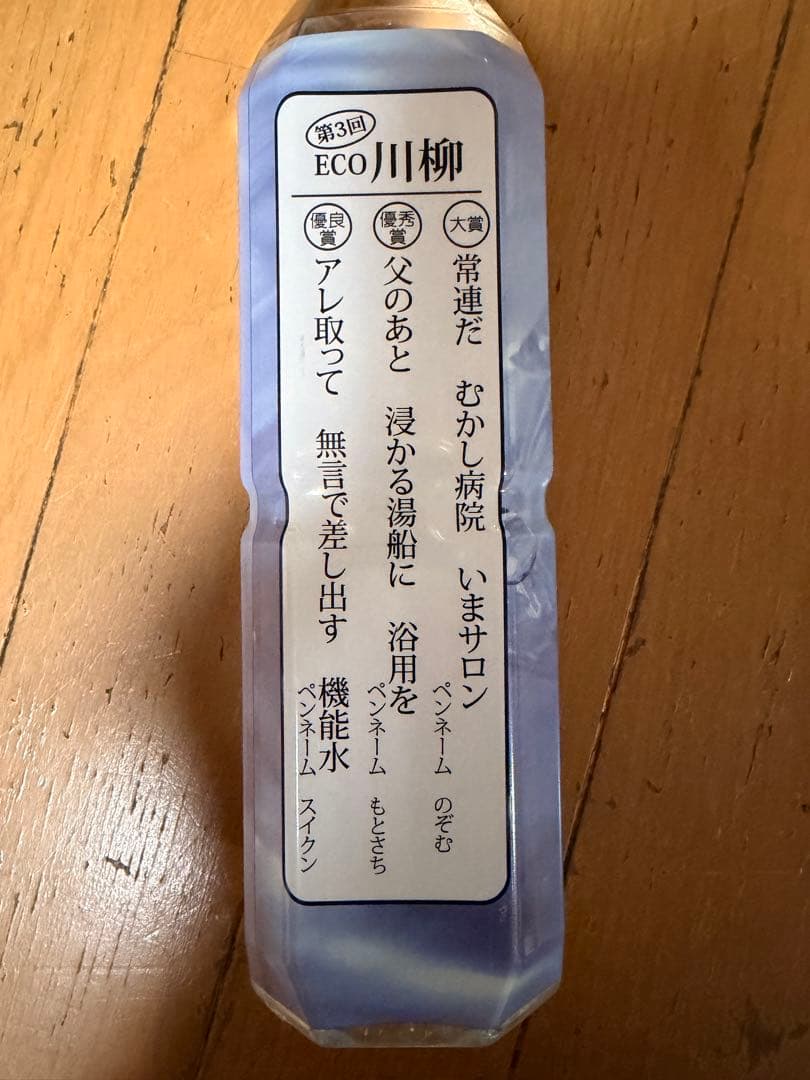 第3回
ECO川柳
大賞
常連だ むかし病院 いまサロン
ペンネーム のぞむ
優秀賞
父のあと 浸かる湯船に 浴用を
ペンネーム もとさち
優良賞
アレ取って 無言で差し出す 機能水
ペンネーム スイクン